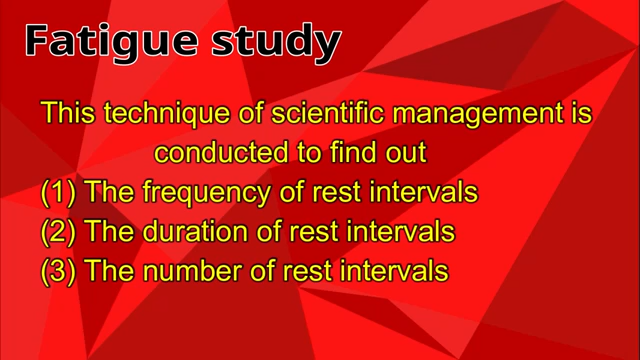 Fatigue study
This technique of scientific management is
conducted to find out
(1) The frequency of rest intervals
(2) The duration of rest intervals
(3) The number of rest intervals